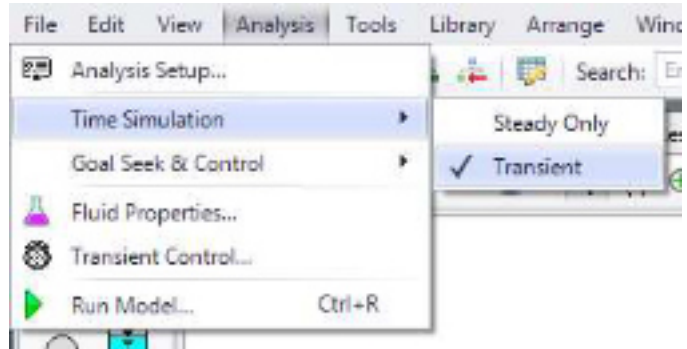 File Edit View Analysis Tools Library Arrange
Analysis Setup... Search:
Time Simulation Steady Only
Goal Seek & Control Transient
Fluid Properties...
Transient Control...
Run Model... Ctrl+R